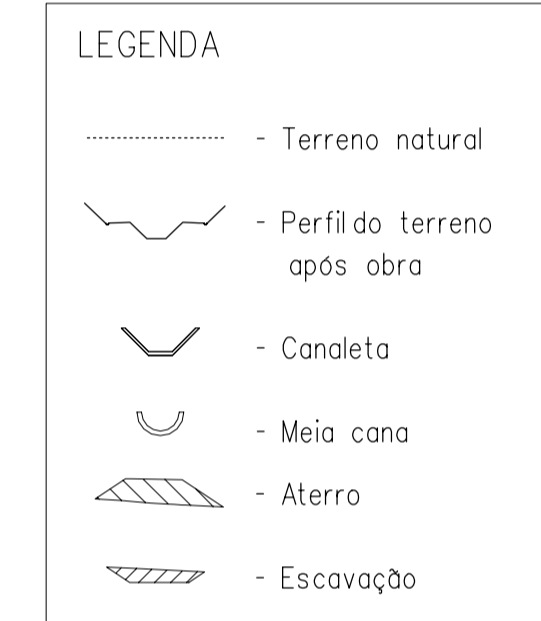 LEGENDA
- Terreno natural
- Perfil do terreno
após obra
- Canaleta
- Meia cana
- Aterro
- Escavação